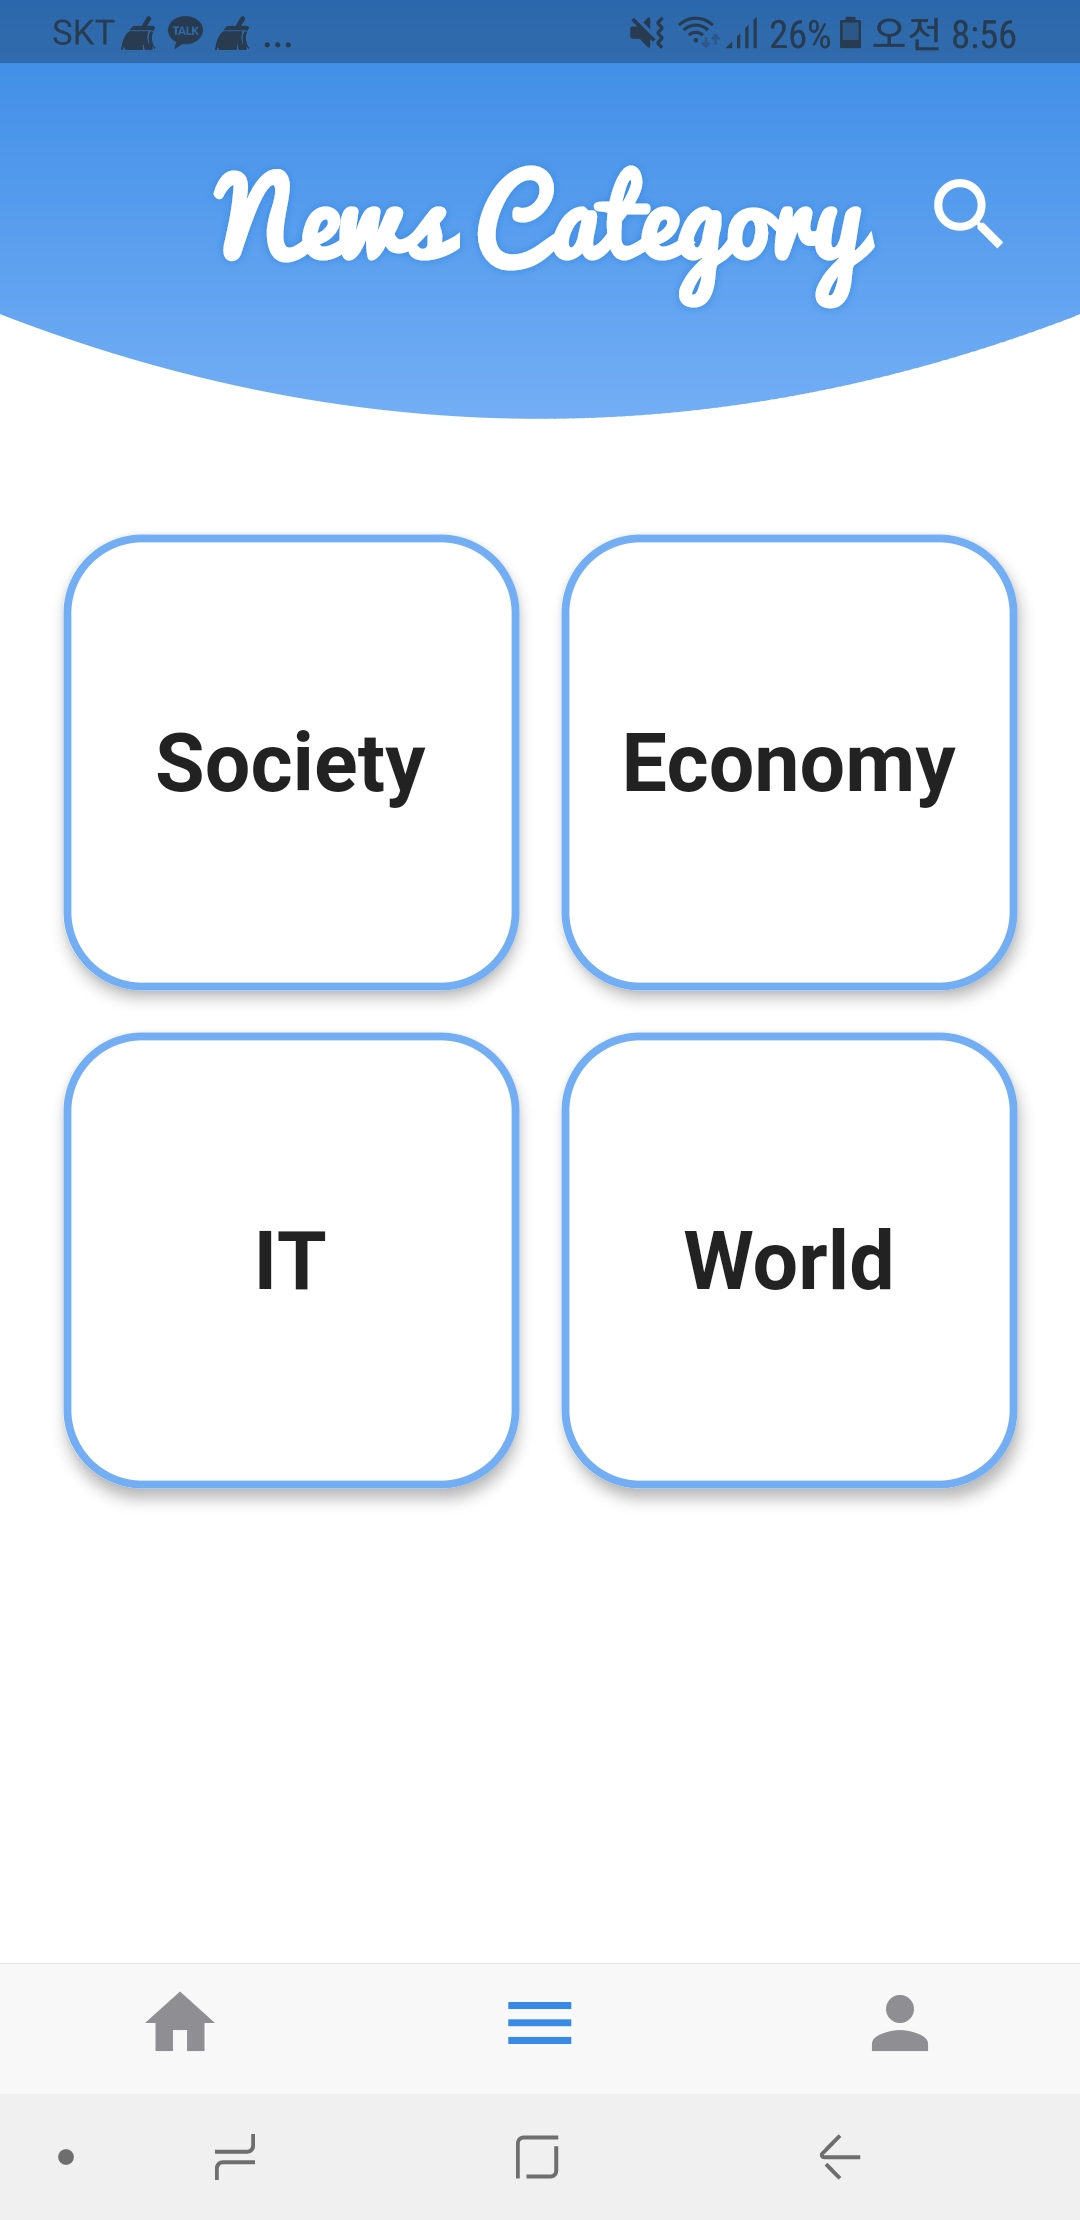 SKT TALK ... 26% 오전 8:56
News Category
Society Economy
IT World